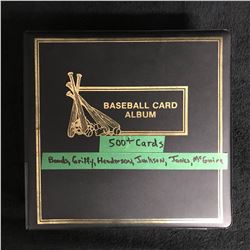 BASEBALL CARD
ALBUM
500+ Cards
Bonds, Griffy, Henderson, Jackson, Jones, McGuire